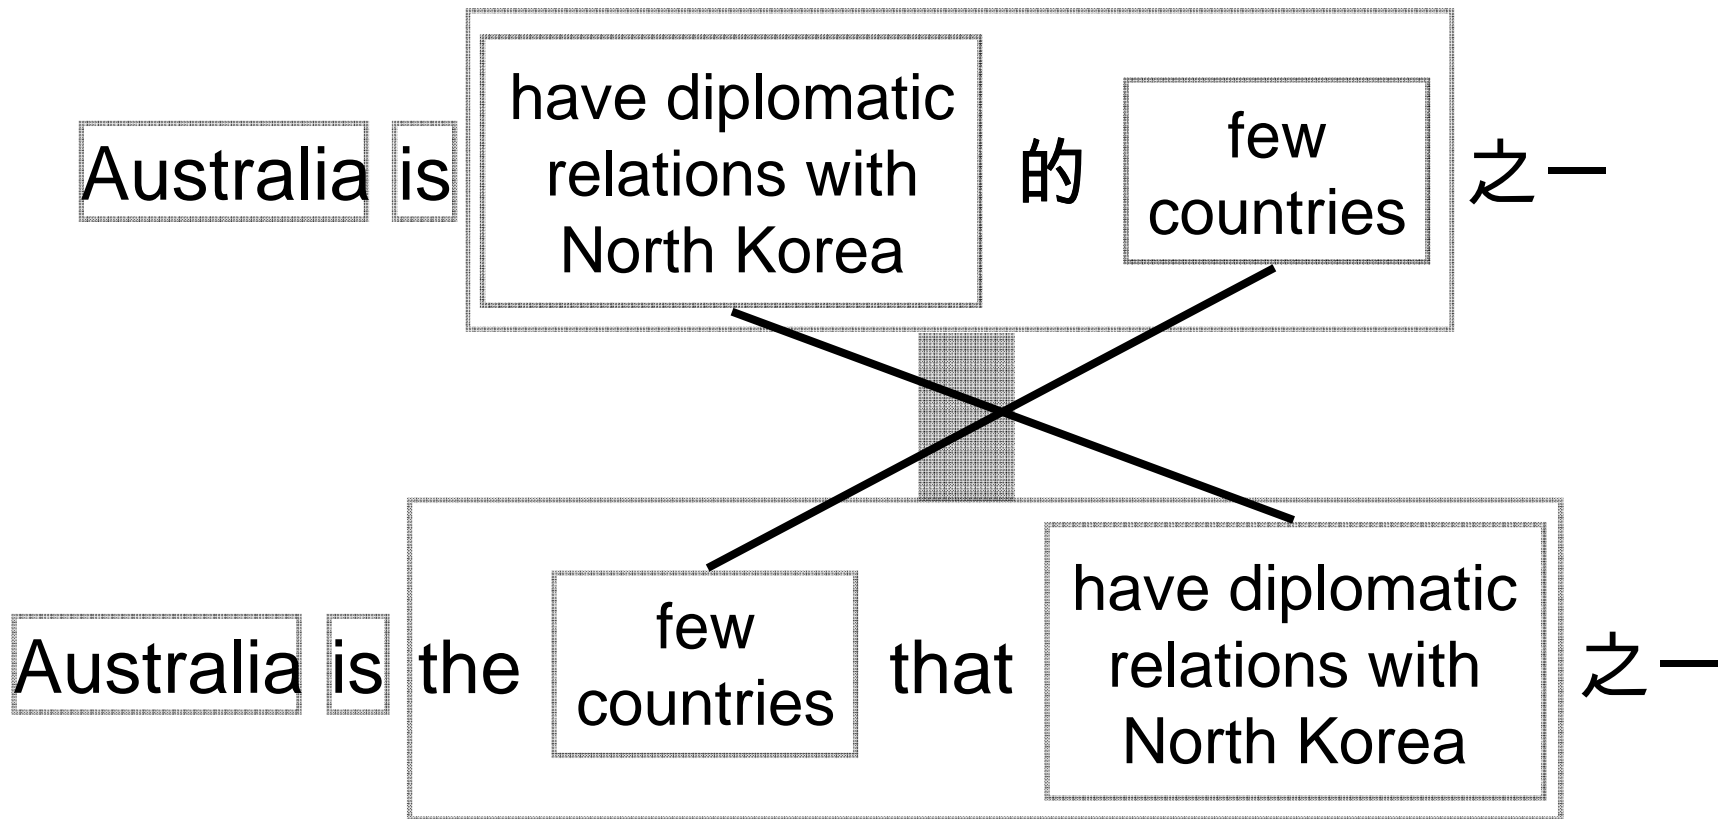 Australia is have diplomatic relations with North Korea 的 few countries 之一
Australia is the few countries that have diplomatic relations with North Korea 之一